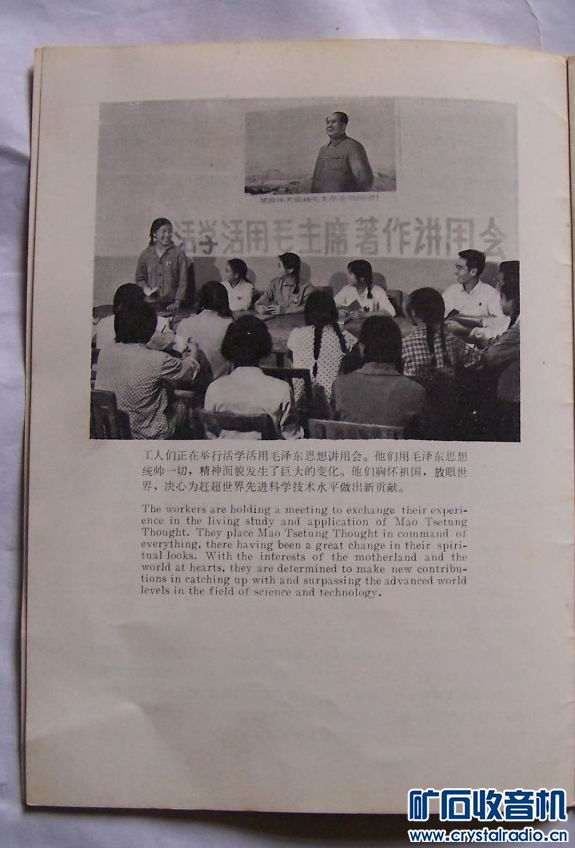 活学活用毛主席著作讲用会
工人们正在举行活学活用毛泽东思想讲用会。他们用毛泽东思想
统帅一切，精神面貌发生了巨大的变化。他们胸怀祖国，放眼世
界，决心为赶超世界先进科学技术水平做出新贡献。
The workers are holding a meeting to exchange their experi-
ence in the living study and application of Mao Tsetung
Thought. They place Mao Tsetung Thought in command of
everything, there having been a great change in their spiri-
tual looks. With the interests of the motherland and the
world at hearts, they are determined to make new contribu-
tions in catching up with and surpassing the advanced world
levels in the field of science and technology.
矿石收音机
www.crystalradio.cn